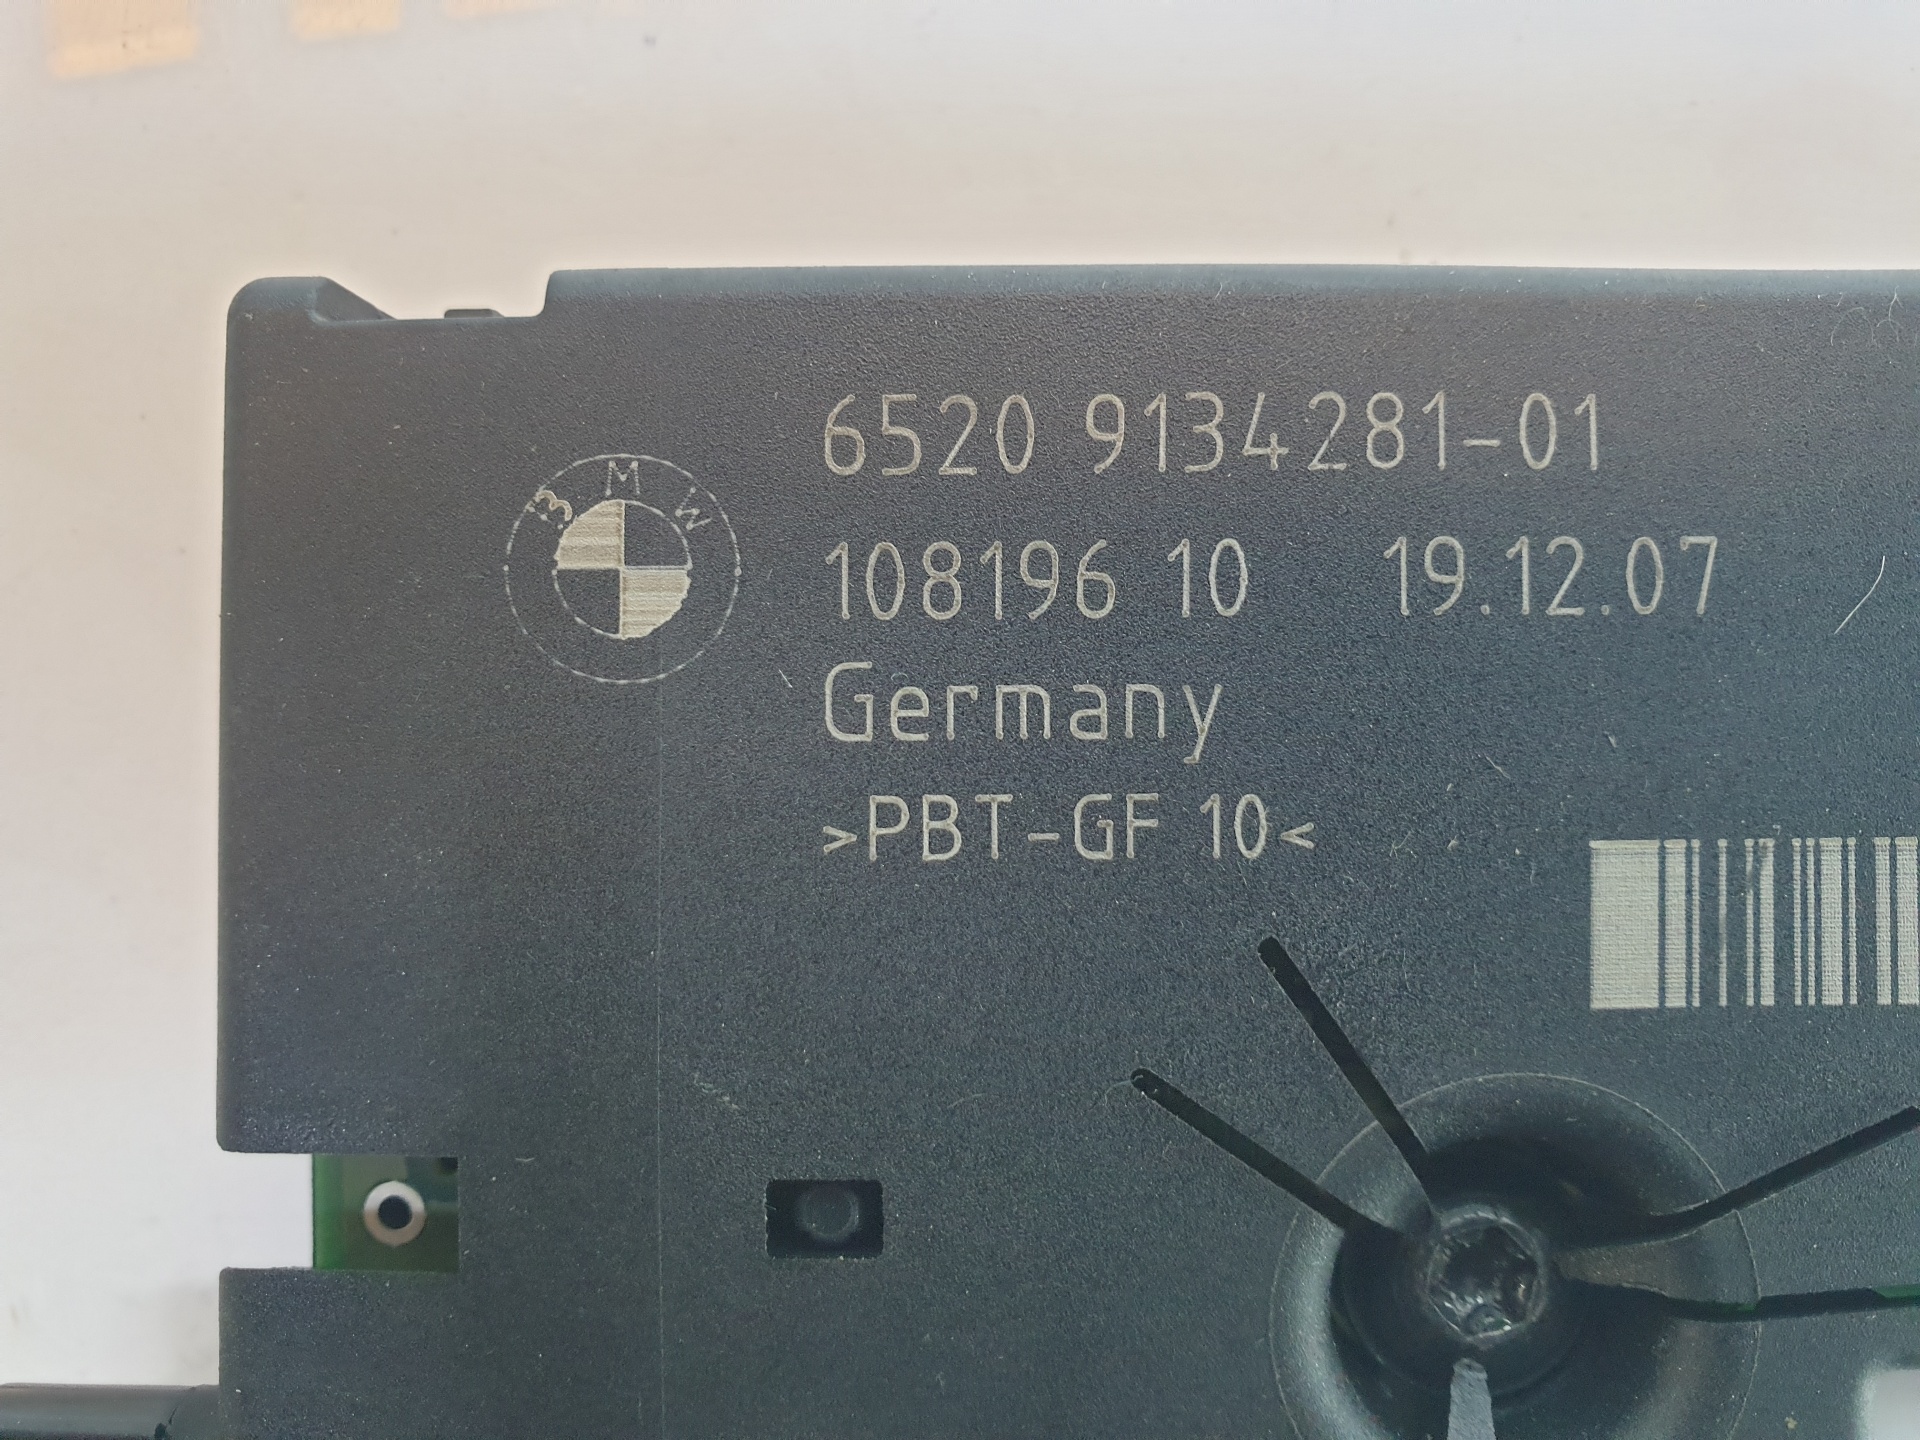 BMW
6520 9134281-01
108196 10 19.12.07
Germany
>PBT-GF 10<